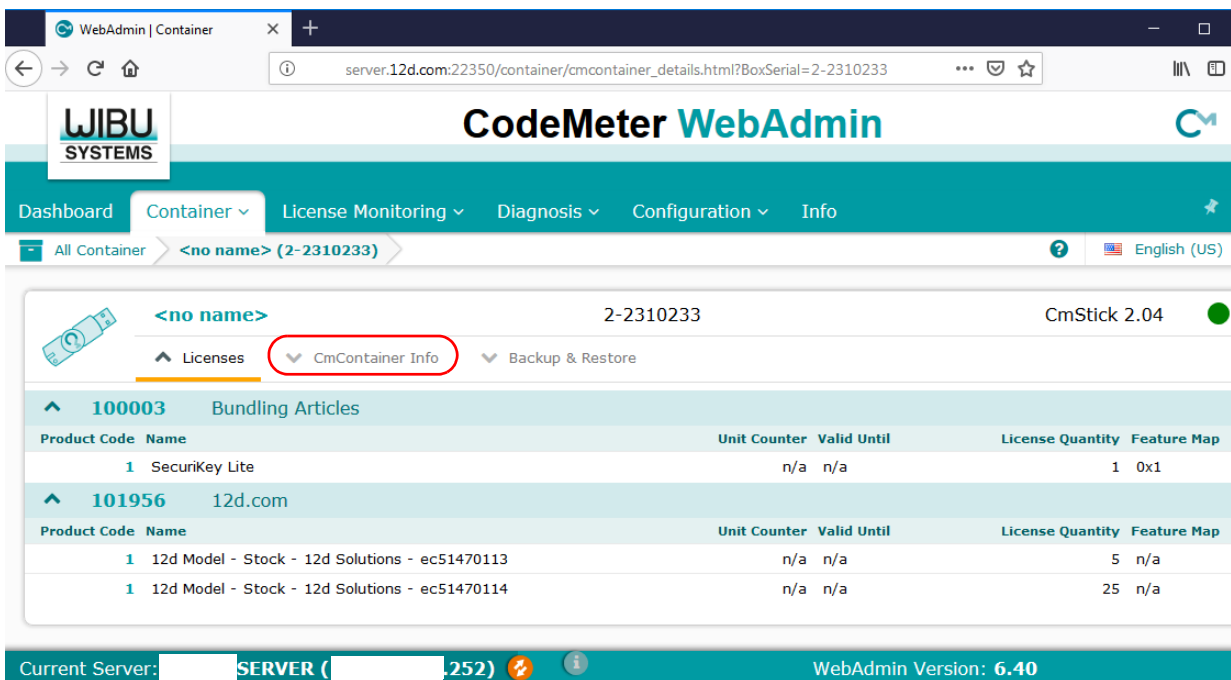 WebAdmin | Container
server.12d.com:22350/container/cmcontainer_details.html?BoxSerial=2-2310233
WIBU
SYSTEMS
CodeMeter WebAdmin
Dashboard Container License Monitoring Diagnosis Configuration Info
All Container <no name> (2-2310233) English (US)
<no name> 2-2310233 CmStick 2.04
Licenses CmContainer Info Backup & Restore
100003 Bundling Articles
Product Code Name Unit Counter Valid Until License Quantity Feature Map
1 SecuriKey Lite n/a n/a 1 0x1
101956 12d.com
Product Code Name Unit Counter Valid Until License Quantity Feature Map
1 12d Model - Stock - 12d Solutions - ec51470113 n/a n/a 5 n/a
1 12d Model - Stock - 12d Solutions - ec51470114 n/a n/a 25 n/a
Current Server: SERVER ( .252) WebAdmin Version: 6.40